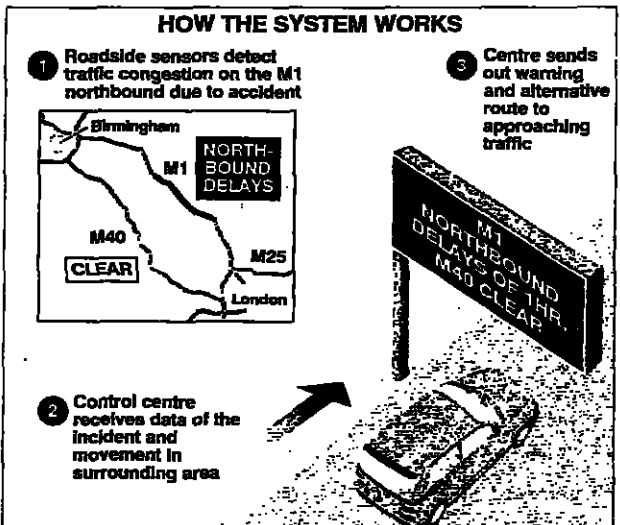 HOW THE SYSTEM WORKS
1 Roadside sensors detect
traffic congestion on the M1
northbound due to accident
Birmingham
M1
NORTH-
BOUND
DELAYS
M40
CLEAR
M25
London
2 Control centre
receives data of the
incident and
movement in
surrounding area
3 Centre sends
out warning
and alternative
route to
approaching
traffic
M1
NORTHBOUND
DELAYS OF 1HR.
M40 CLEAR